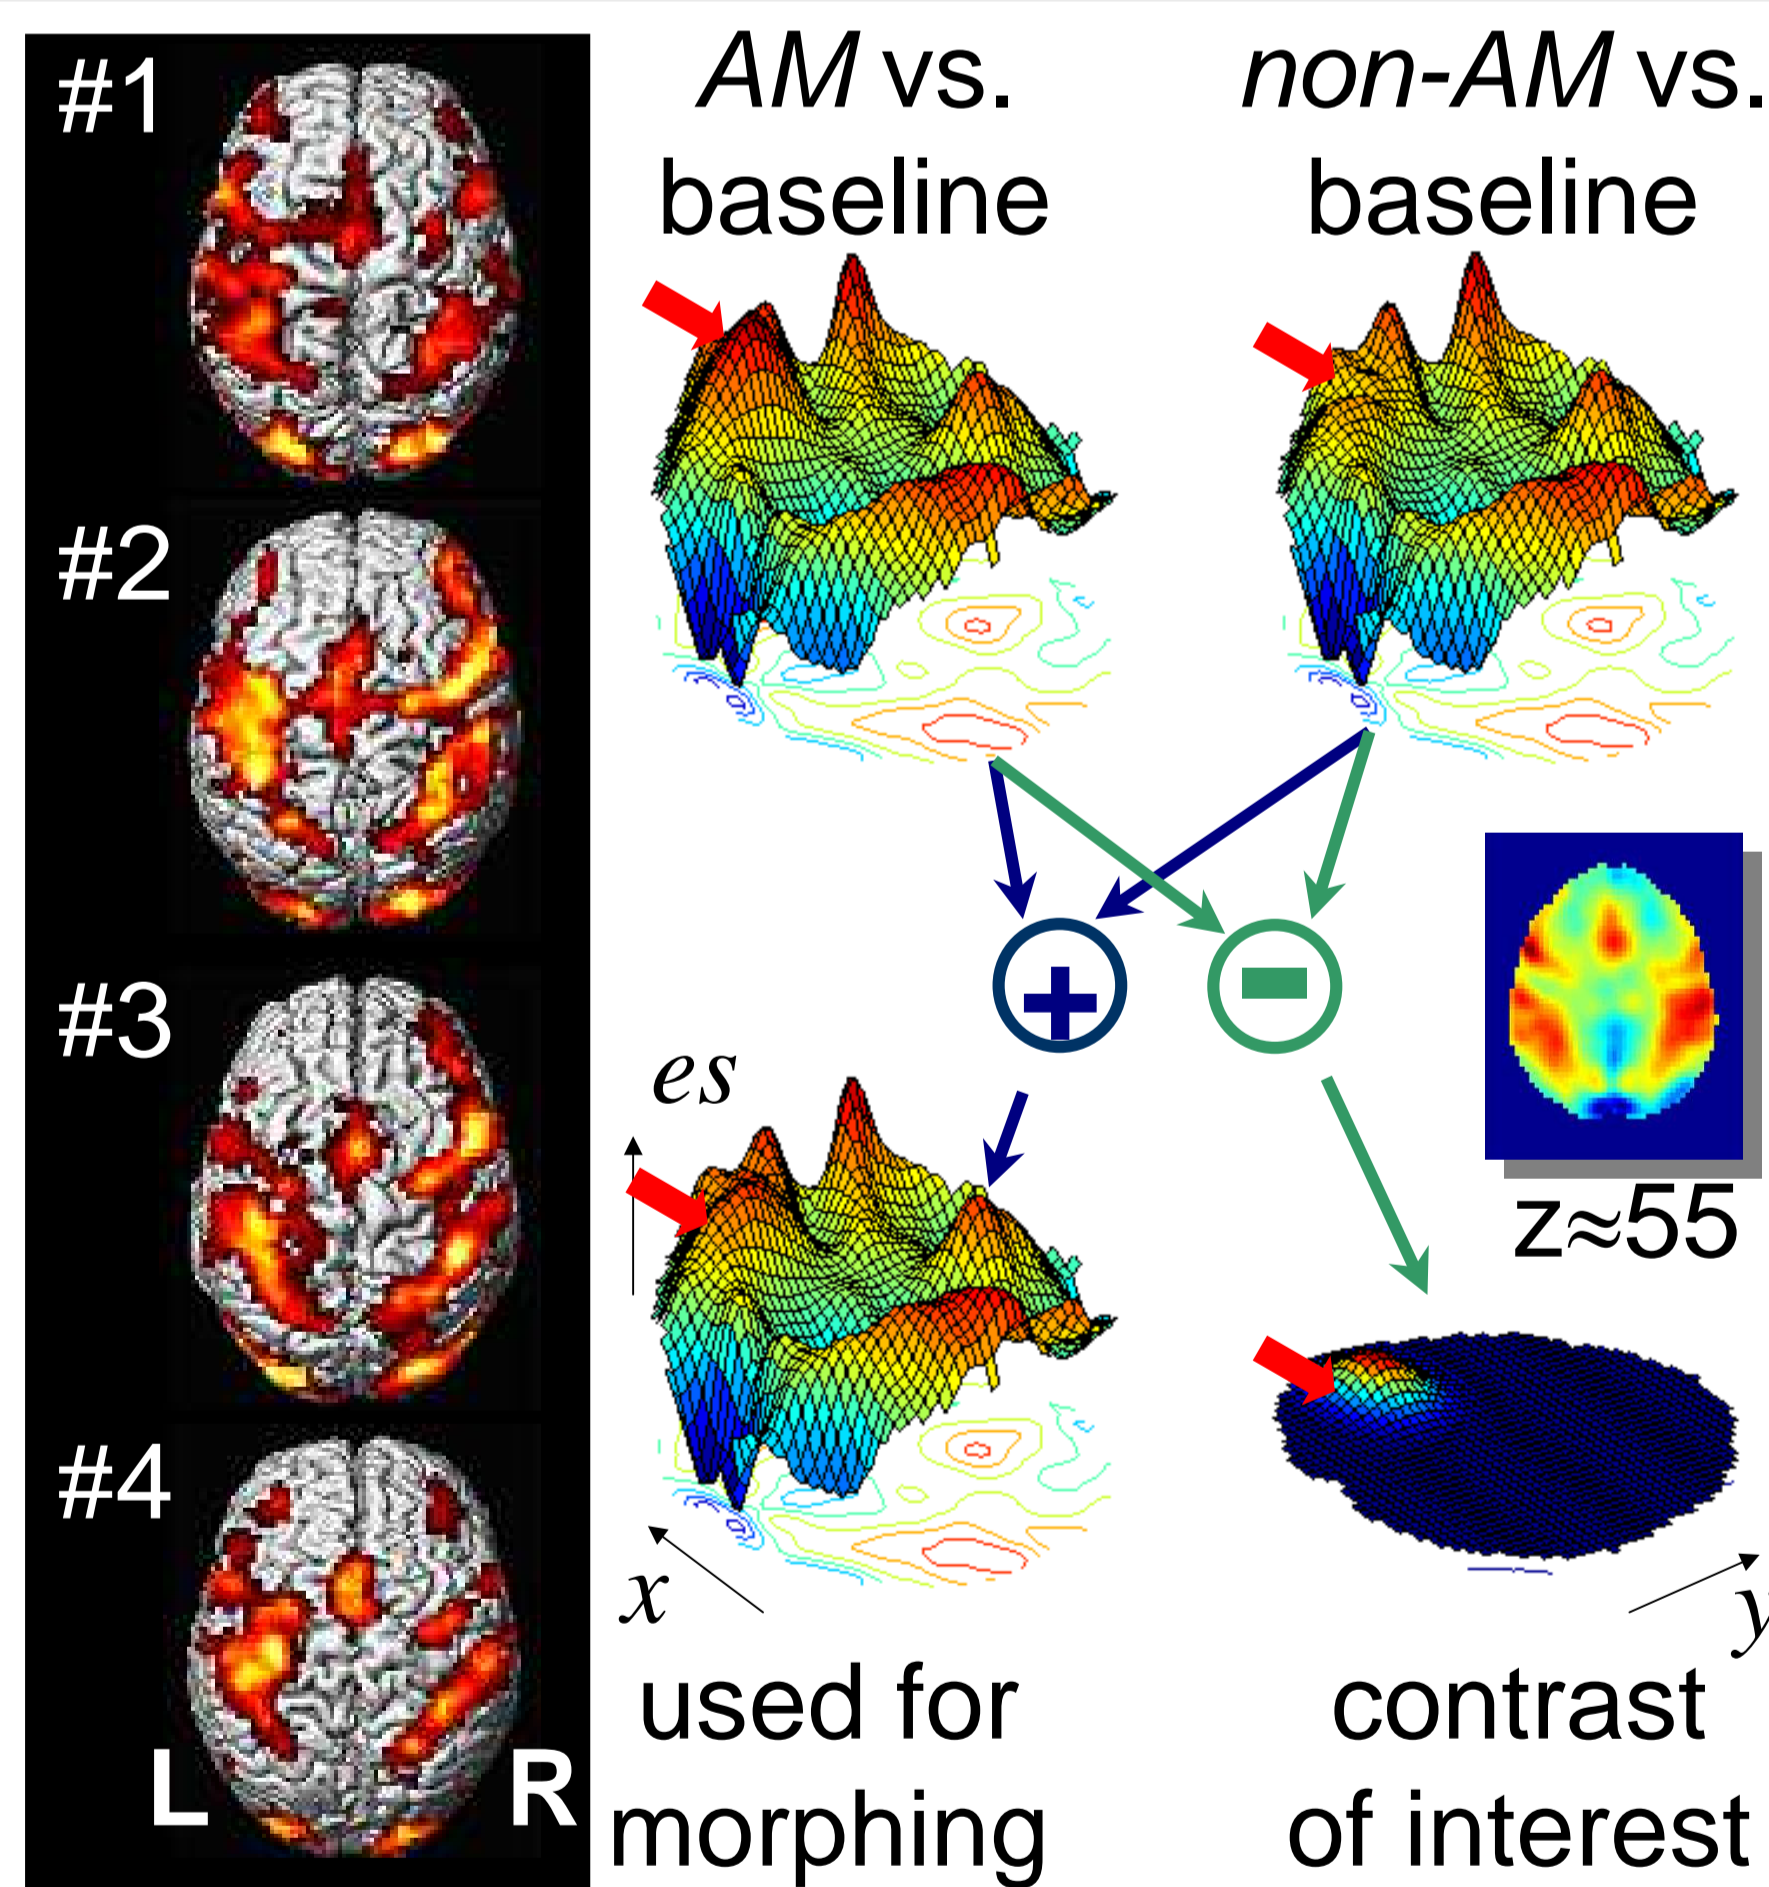 #1
#2
#3
#4
L R
AM vs.
baseline
non-AM vs.
baseline
+
−
z≈55
es
x
y
used for
morphing
contrast
of interest